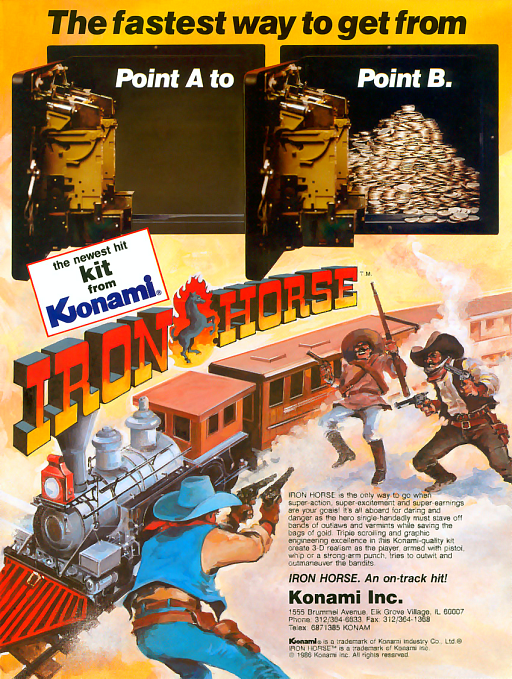 The fastest way to get from
Point A to
Point B.
the newest hit
kit
from
Konami®
IRON HORSE™
IRON HORSE is the only way to go when
super-action, super-excitement and super-earnings
are your goals! It's all aboard for daring and
danger as the hero single-handedly must stave off
bands of outlaws and varmints while saving the
bags of gold. Triple scrolling and graphic
engineering excellence in this Konami-quality kit
create 3-D realism as the player, armed with pistol,
whip or a strong-arm punch, tries to outwit and
outmaneuver the bandits.
IRON HORSE. An on-track hit!
Konami Inc.
1555 Brummel Avenue, Elk Grove Village, IL 60007
Phone: 312/364-6633 Fax: 312/364-1368
Telex 6871385 KONAM
Konami® is a trademark of Konami Industry Co., Ltd.®
IRON HORSE™ is a trademark of Konami Inc.
© 1986 Konami Inc. All rights reserved.